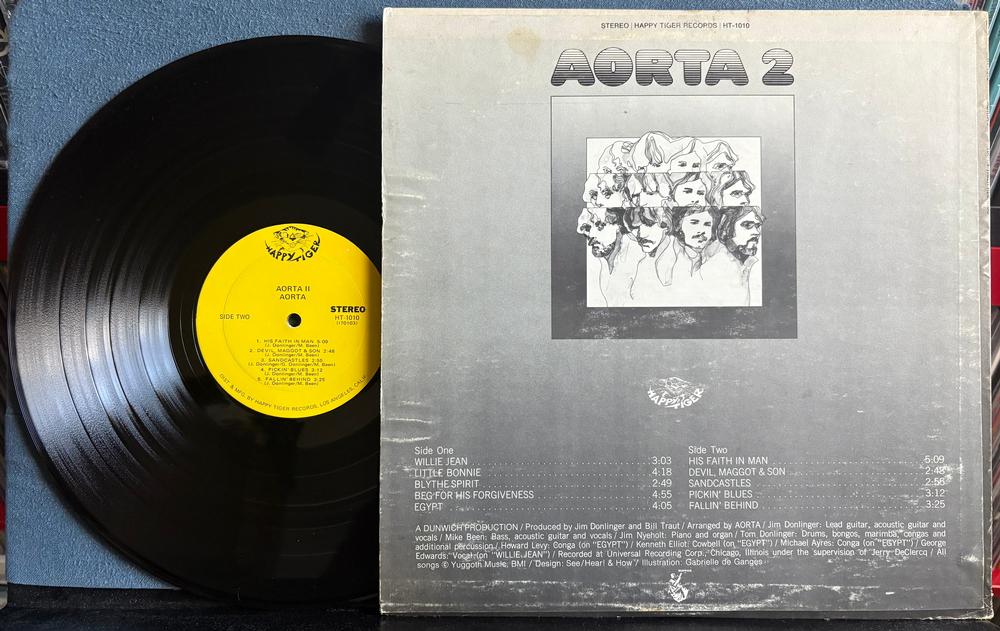 STEREO | HAPPY TIGER RECORDS | HT-1010
AORTA 2
HAPPY TIGER
Side One
WILLIE JEAN 3:03
LITTLE BONNIE 4:18
BLYTHE SPIRIT 2:49
BEG FOR HIS FORGIVENESS 4:55
EGYPT 4:05
Side Two
HIS FAITH IN MAN 5:09
DEVIL, MAGGOT & SON 2:48
SANDCASTLES 2:58
PICKIN' BLUES 3:12
FALLIN' BEHIND 3:25
A DUNWICH PRODUCTION / Produced by Jim Donlinger and Bill Traut / Arranged by AORTA / Jim Donlinger: Lead guitar, acoustic guitar and
vocals / Mike Been: Bass, acoustic guitar and vocals / Jim Nyeholt: Piano and organ / Tom Donlinger: Drums, bongos, marimba, congas and
additional percussion / Howard Levy: Conga (on "EGYPT") / Kenneth Elliot: Cowbell (on "EGYPT") / Michael Ayres: Conga (on "EGYPT") / George
Edwards: Vocal (on "WILLIE JEAN") / Recorded at Universal Recording Corp., Chicago, Illinois under the supervision of Jerry DeClercq / All
songs © Yuggoth Music, BMI / Design: See/Hear! & How / Illustration: Gabrielle de Ganges
HAPPY TIGER
AORTA II
AORTA
SIDE TWO
STEREO
HT-1010
(170103)
1. HIS FAITH IN MAN 5:09
(J. Donlinger/M. Been)
2. DEVIL, MAGGOT & SON 2:48
(J. Donlinger/M. Been)
3. SANDCASTLES 2:58
(J. Donlinger/G. Donlinger/M. Been)
4. PICKIN' BLUES 3:12
(J. Donlinger/M. Been)
5. FALLIN' BEHIND 3:25
(J. Donlinger/M. Been)
DIST. & MFG. BY HAPPY TIGER RECORDS, LOS ANGELES, CALIF.